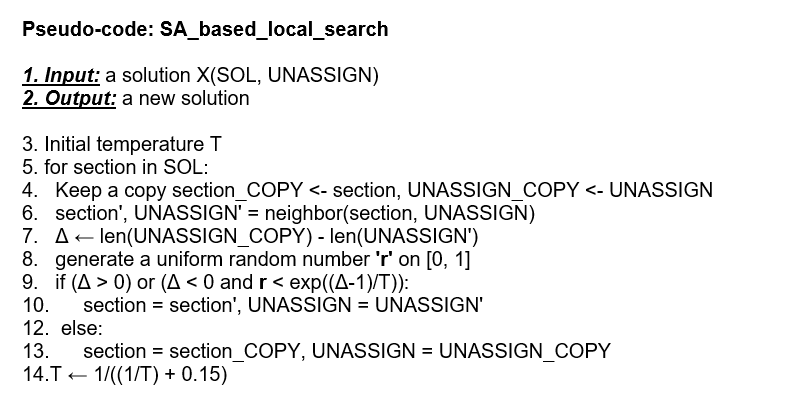 Pseudo-code: SA_based_local_search
1. Input: a solution X(SOL, UNASSIGN)
2. Output: a new solution
3. Initial temperature T
5. for section in SOL:
4. Keep a copy section_COPY <- section, UNASSIGN_COPY <- UNASSIGN
6. section', UNASSIGN' = neighbor(section, UNASSIGN)
7. Δ ← len(UNASSIGN_COPY) - len(UNASSIGN')
8. generate a uniform random number 'r' on [0, 1]
9. if (Δ > 0) or (Δ < 0 and r < exp((Δ-1)/T)):
10. section = section', UNASSIGN = UNASSIGN'
12. else:
13. section = section_COPY, UNASSIGN = UNASSIGN_COPY
14.T ← 1/((1/T) + 0.15)